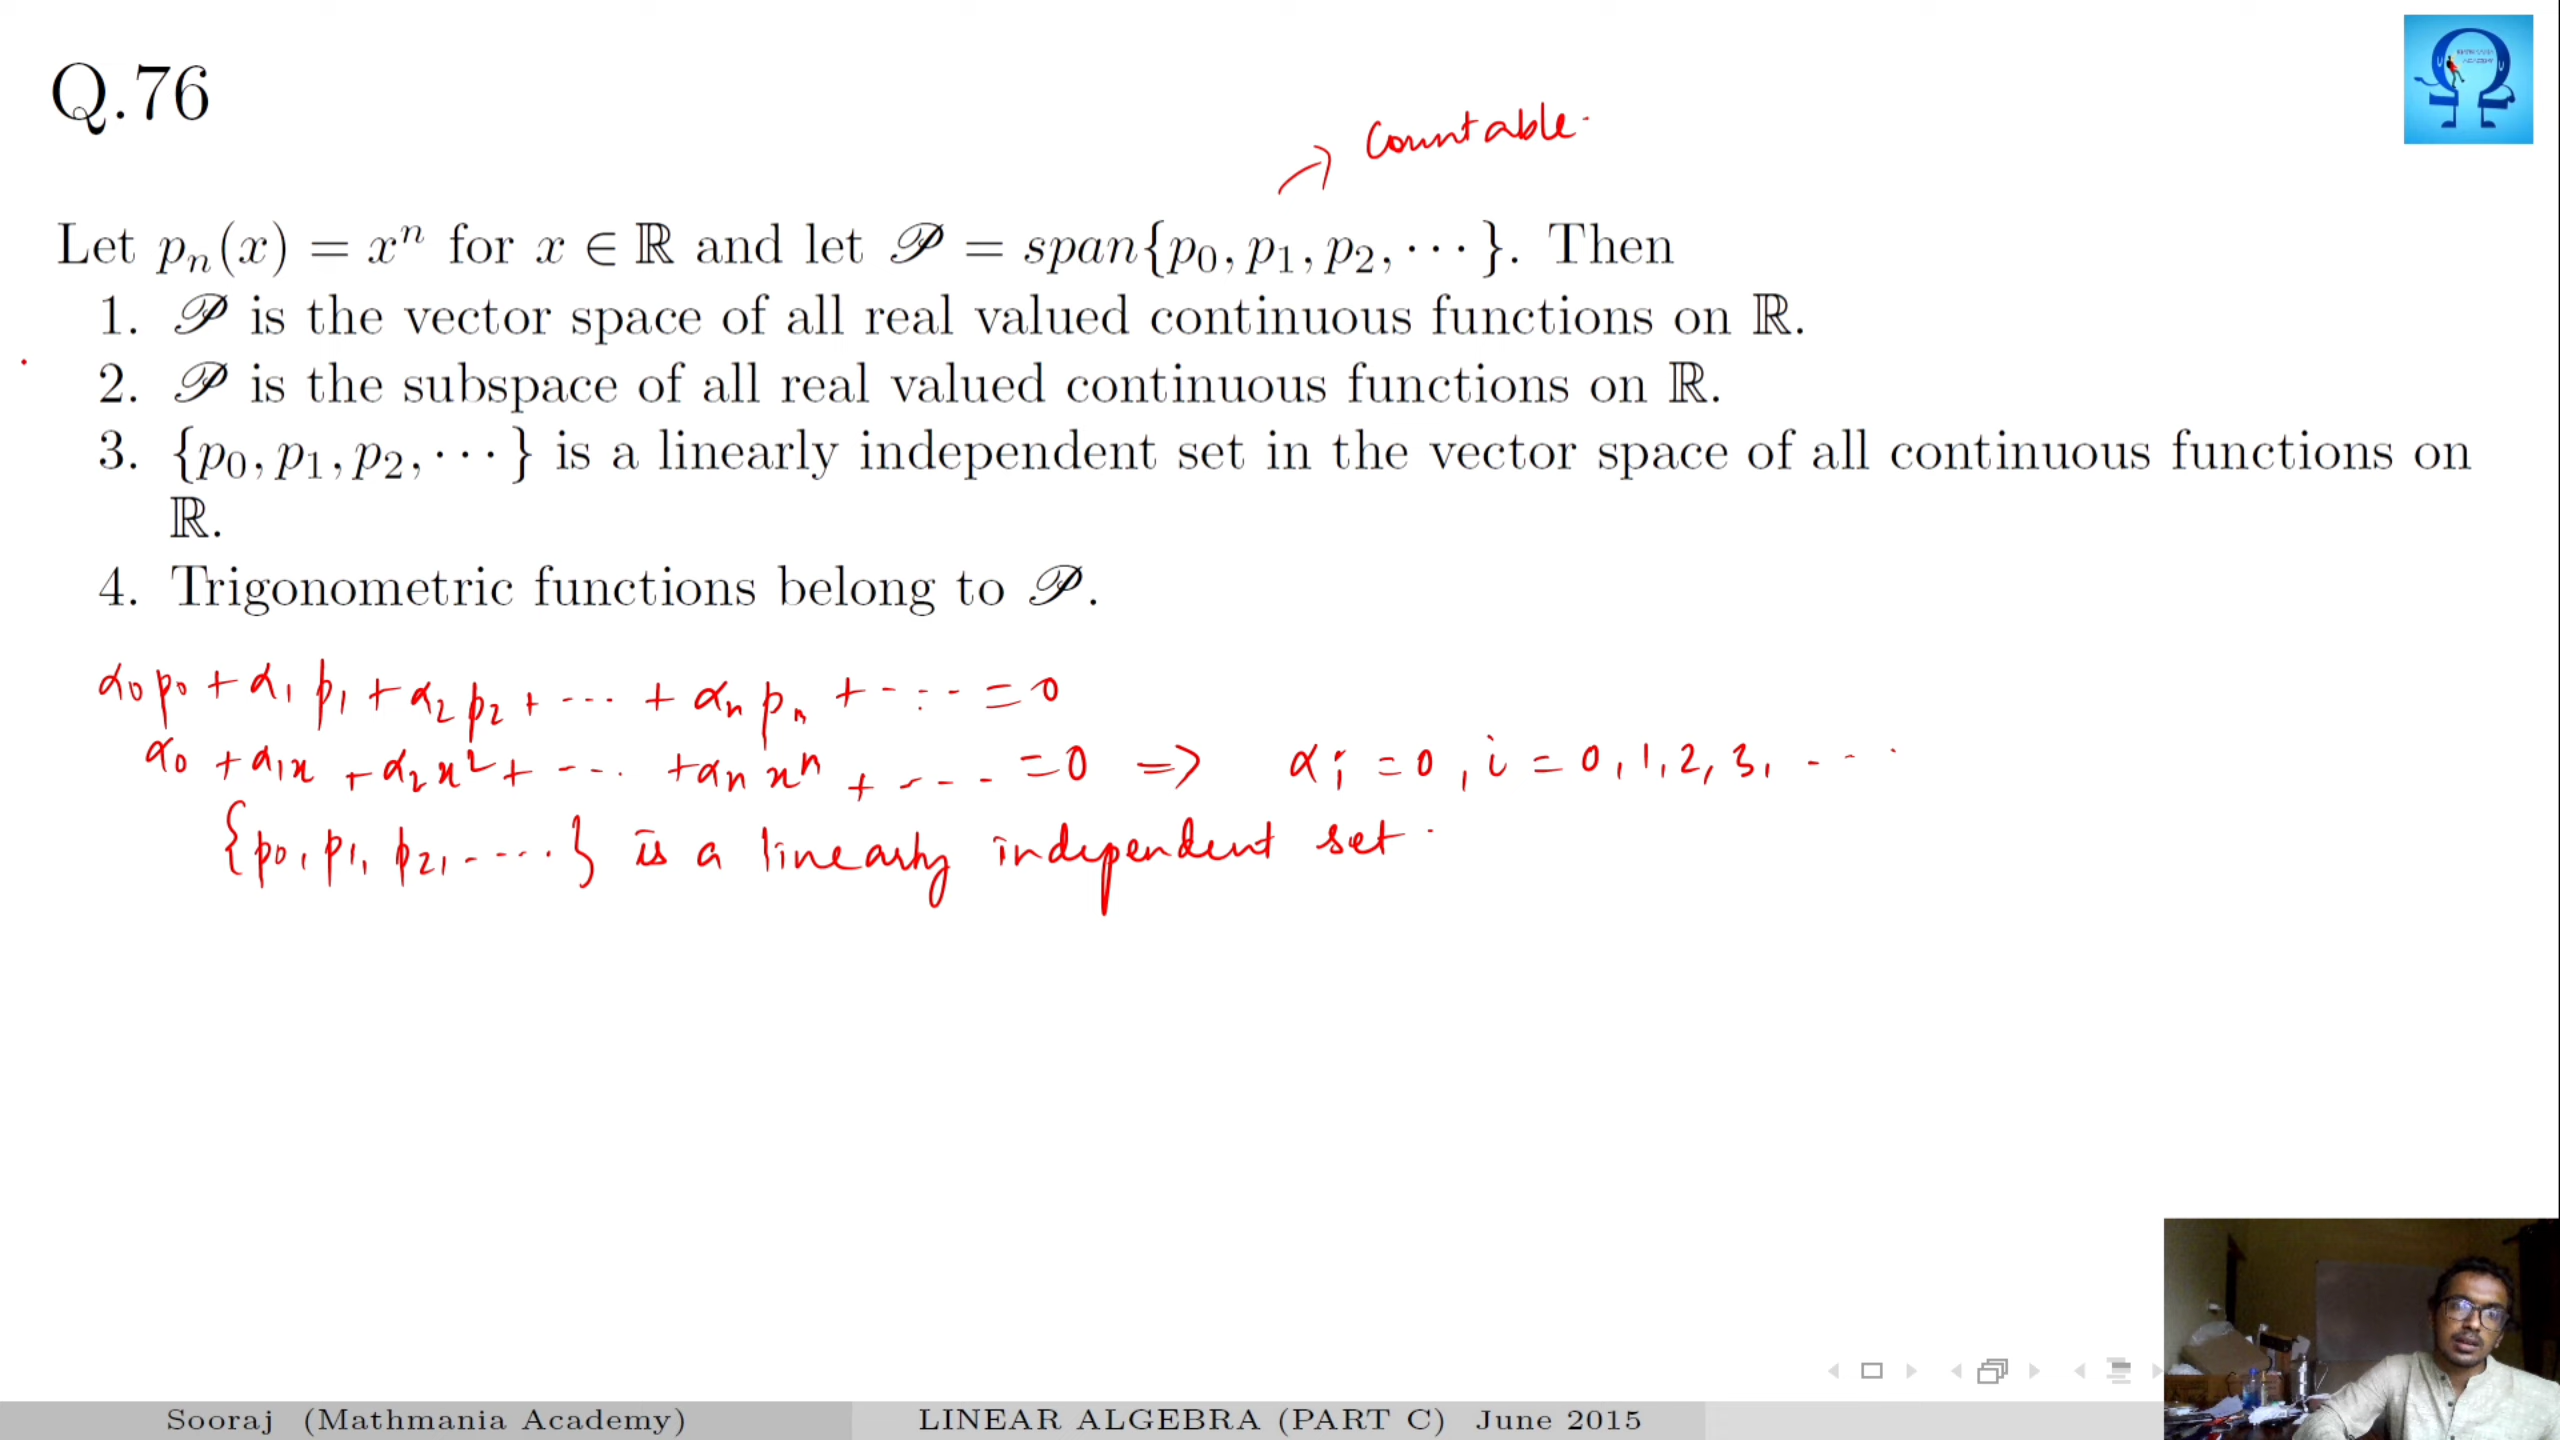 Q.76
Countable.
Let pₙ(x) = xⁿ for x ∈ ℝ and let 𝒫 = span{p₀, p₁, p₂, ⋯}. Then
1. 𝒫 is the vector space of all real valued continuous functions on ℝ.
2. 𝒫 is the subspace of all real valued continuous functions on ℝ.
3. {p₀, p₁, p₂, ⋯} is a linearly independent set in the vector space of all continuous functions on
ℝ.
4. Trigonometric functions belong to 𝒫.
α₀p₀ + α₁p₁ + α₂p₂ + --- + αₙpₙ + ---- = 0
α₀ + α₁x + α₂x² + --- + αₙxⁿ + ---- = 0 => αᵢ = 0, i = 0, 1, 2, 3, ---
{p₀, p₁, p₂, ----} is a linearly independent set.
Sooraj (Mathmania Academy) LINEAR ALGEBRA (PART C) June 2015